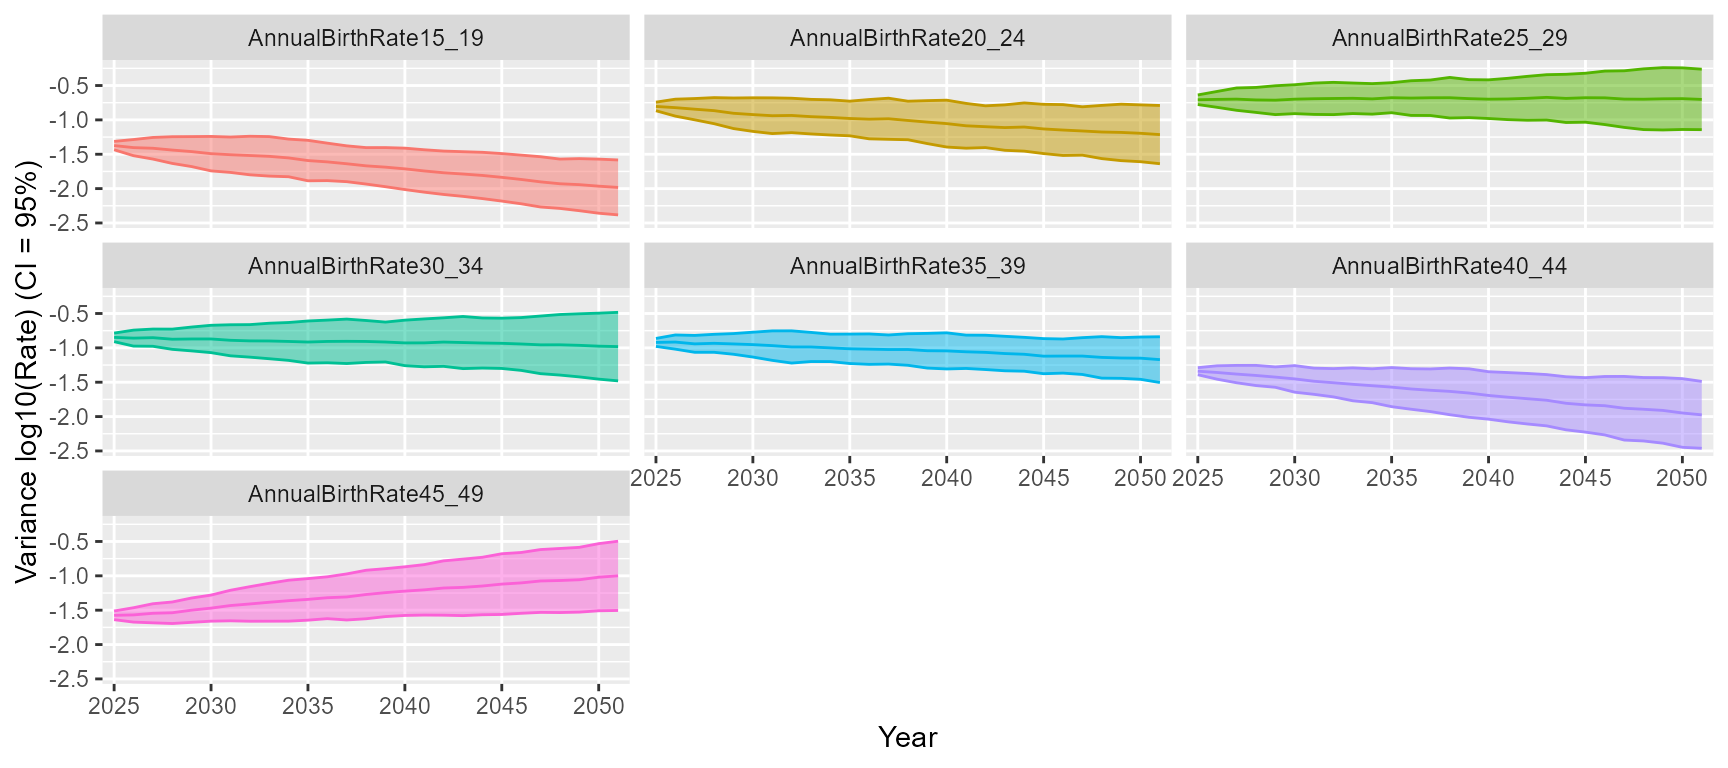 AnnualBirthRate15_19 AnnualBirthRate20_24 AnnualBirthRate25_29
-0.5
-1.0
-1.5
-2.0
-2.5
AnnualBirthRate30_34 AnnualBirthRate35_39 AnnualBirthRate40_44
-0.5
-1.0
-1.5
-2.0
-2.5
2025 2030 2035 2040 2045 2050 2025 2030 2035 2040 2045 2050
AnnualBirthRate45_49
-0.5
-1.0
-1.5
-2.0
-2.5
2025 2030 2035 2040 2045 2050
Year
Variance log10(Rate) (CI = 95%)